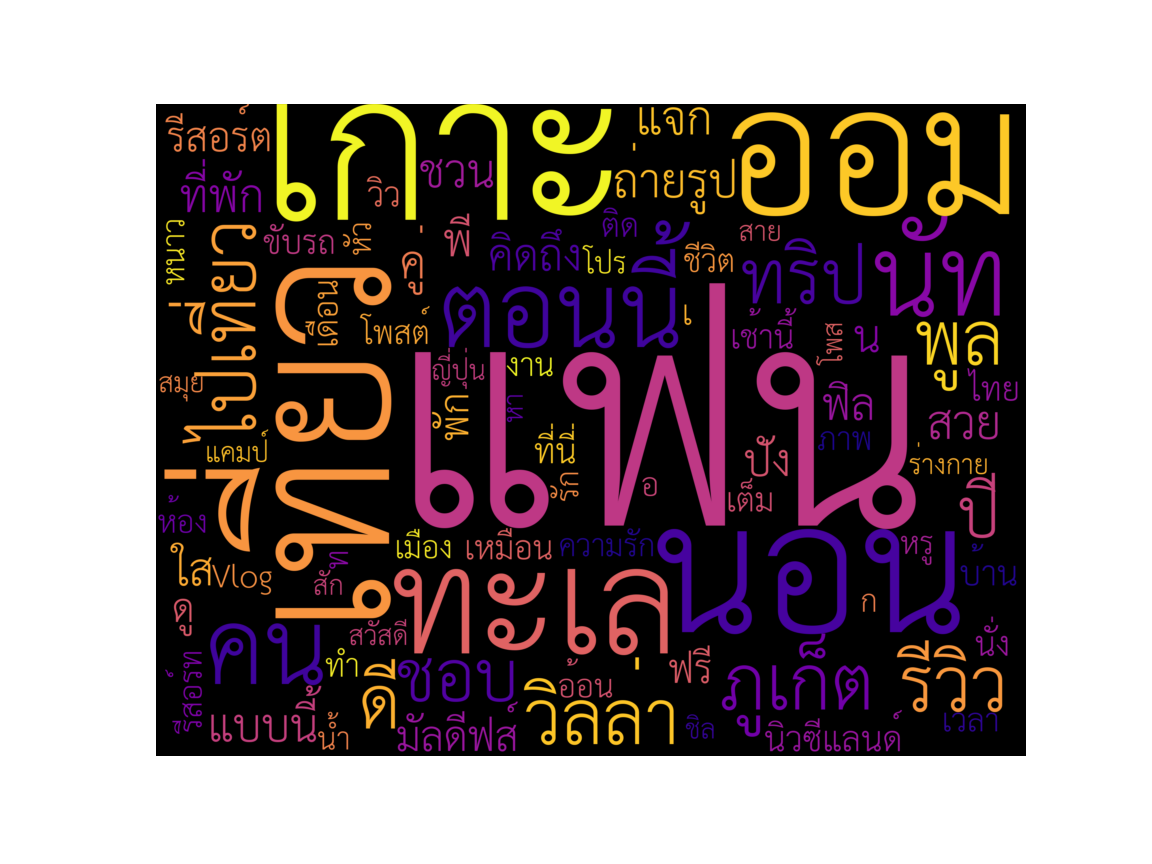 เกาะ
แจก
ออม
รีสอร์ต
ชวน
ถ่ายรูป
ที่พัก
วิว
หนาว
ไปเที่ยว
ขับรถ
หัว
คู่
พี
คิดถึง
ติด
โปร
ตอนนี้
ชีวิต
สาย
ทริป
นัท
เที่ยว
เดือน
โพสต์
เ
เช้านี้
โพส
น
พูล
สมุย
ญี่ปุ่น
งาน
แฟน
ฟิล
ไทย
พัก
หา
ภาพ
สวย
แคมป์
ที่นี่
ปัง
ร่างกาย
ที่
รัก
อ
เต็ม
ปี
ห้อง
เมือง
เหมือน
ความรัก
นอน
หรู
ใส
Vlog
ท
สัก
ทะเล
บ้าน
ดู
คน
สวัสดี
ก
นั่ง
รีสอร์ท
ทำ
ดี
ชอบ
อ้อน
ฟรี
ภูเก็ต
รีวิว
แบบนี้
น้ำ
มัลดีฟส์
วิลล่า
ชิล
นิวซีแลนด์
เวลา